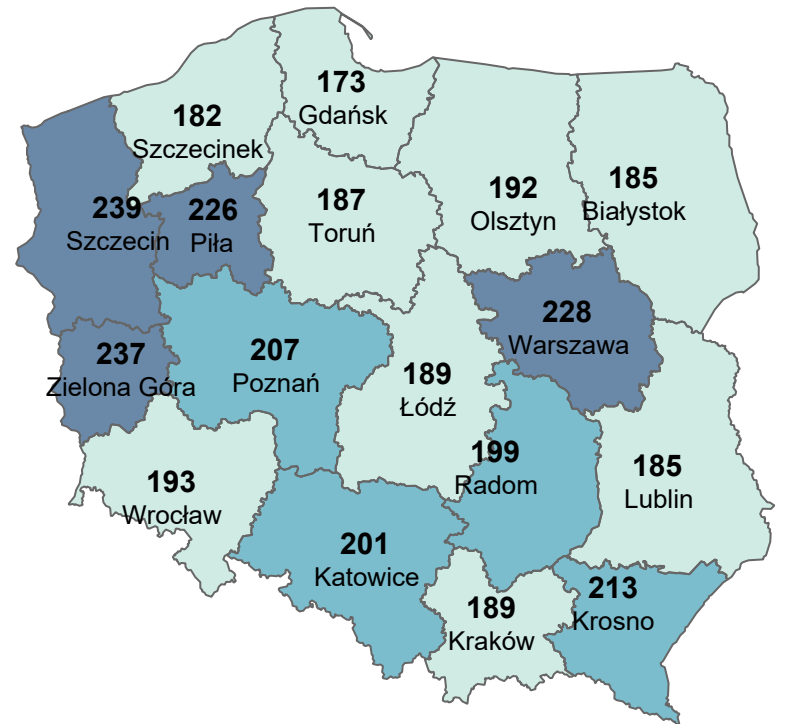 173
Gdańsk
182
Szczecinek
185
Białystok
192
Olsztyn
187
Toruń
239
Szczecin
226
Piła
228
Warszawa
237
Zielona Góra
207
Poznań
189
Łódź
199
Radom
185
Lublin
193
Wrocław
201
Katowice
213
Krosno
189
Kraków